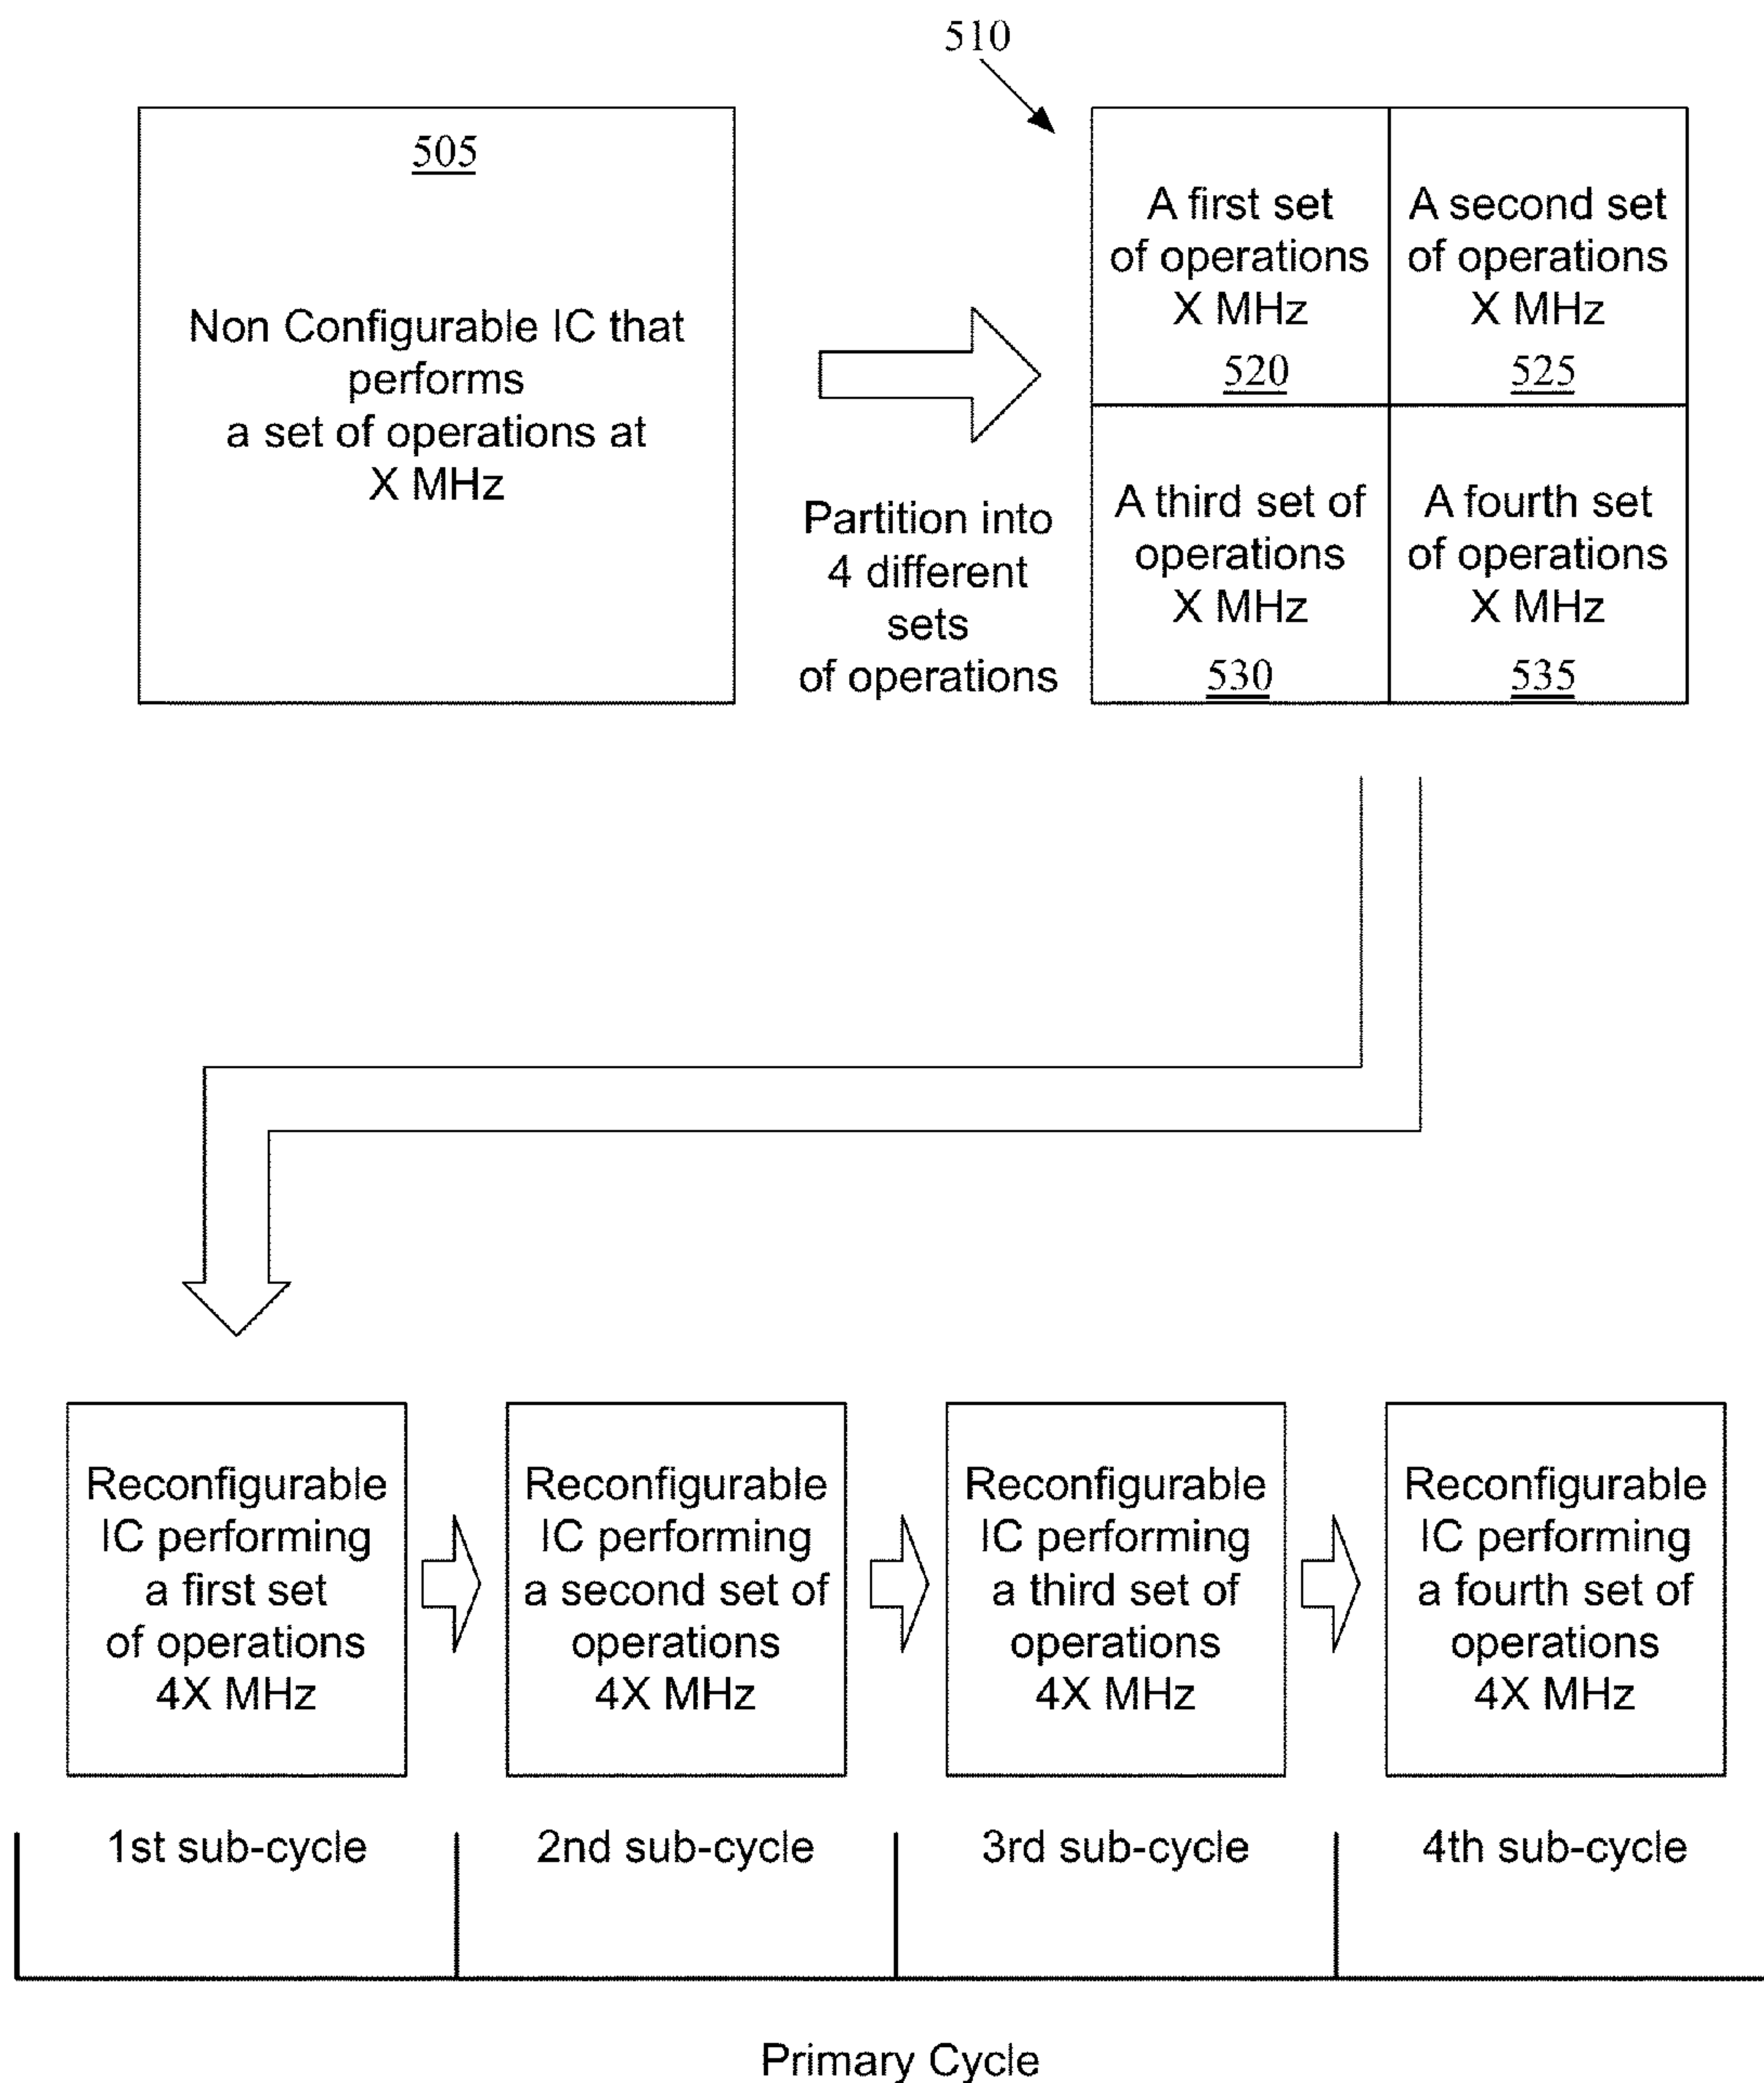 510
505
Non Configurable IC that
performs
a set of operations at
X MHz
Partition into
4 different
sets
of operations
A first set
of operations
X MHz
520
A second set
of operations
X MHz
525
A third set of
operations
X MHz
530
A fourth set
of operations
X MHz
535
Reconfigurable
IC performing
a first set
of operations
4X MHz
Reconfigurable
IC performing
a second set of
operations
4X MHz
Reconfigurable
IC performing
a third set of
operations
4X MHz
Reconfigurable
IC performing
a fourth set of
operations
4X MHz
1st sub-cycle
2nd sub-cycle
3rd sub-cycle
4th sub-cycle
Primary Cycle